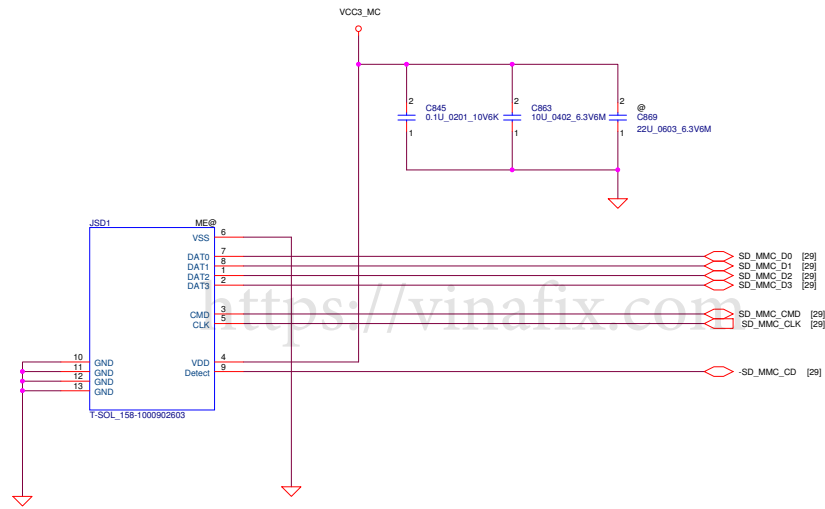 VCC3_MC
2 2 2 @
C845 C863 C869
0.1U_0201_10V6K 10U_0402_6.3V6M
22U_0603_6.3V6M
1 1 1
JSD1 ME@
VSS 6
DAT0 7 SD_MMC_D0 [29]
DAT1 8 SD_MMC_D1 [29]
DAT2 1 SD_MMC_D2 [29]
DAT3 2 SD_MMC_D3 [29]
https://vinafix.com
CMD 3 SD_MMC_CMD [29]
CLK 5 SD_MMC_CLK [29]
10 GND VDD 4
11 GND Detect 9 -SD_MMC_CD [29]
12 GND
13 GND
T-SOL_158-1000902603